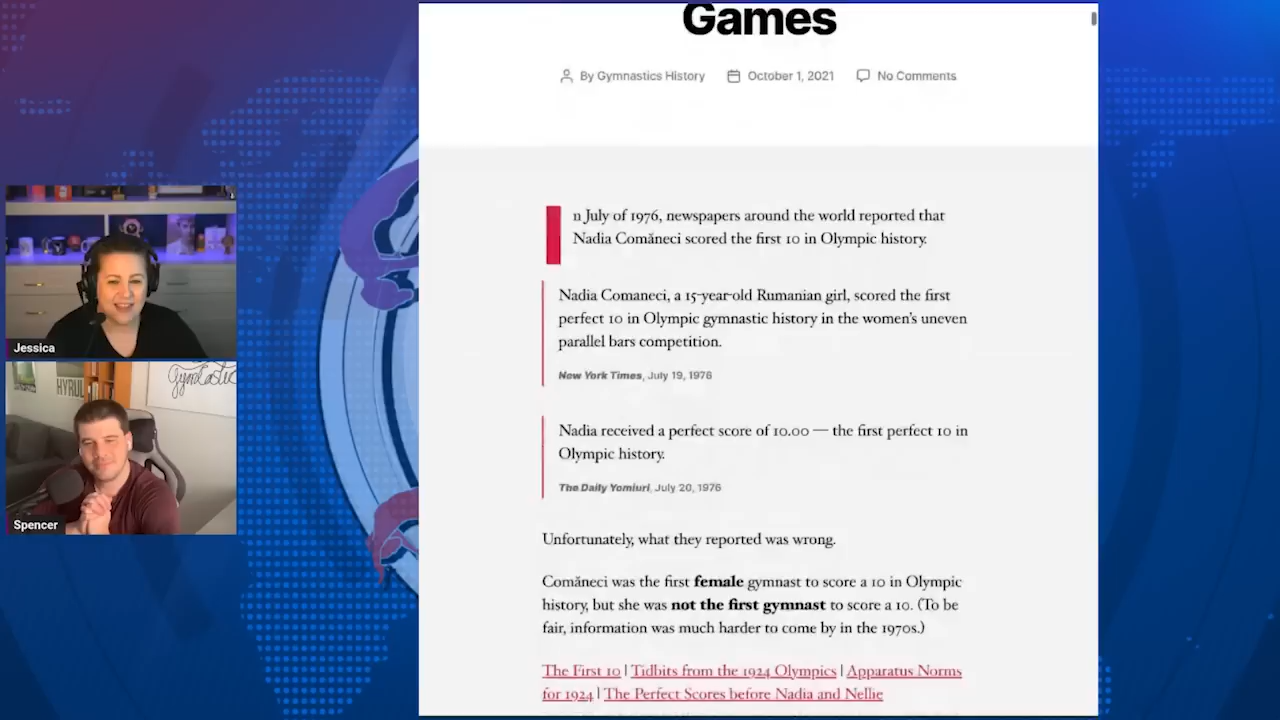 Games
By Gymnastics History
October 1, 2021
No Comments
n July of 1976, newspapers around the world reported that
Nadia Comăneci scored the first 10 in Olympic history.
Nadia Comaneci, a 15-year-old Rumanian girl, scored the first
perfect 10 in Olympic gymnastic history in the women's uneven
parallel bars competition.
New York Times, July 19, 1976
Nadia received a perfect score of 10.00 — the first perfect 10 in
Olympic history.
The Daily Yomiuri, July 20, 1976
Unfortunately, what they reported was wrong.
Comăneci was the first female gymnast to score a 10 in Olympic
history, but she was not the first gymnast to score a 10. (To be
fair, information was much harder to come by in the 1970s.)
The First 10 | Tidbits from the 1924 Olympics | Apparatus Norms
for 1924 | The Perfect Scores before Nadia and Nellie
Jessica
HYRUL
Spencer